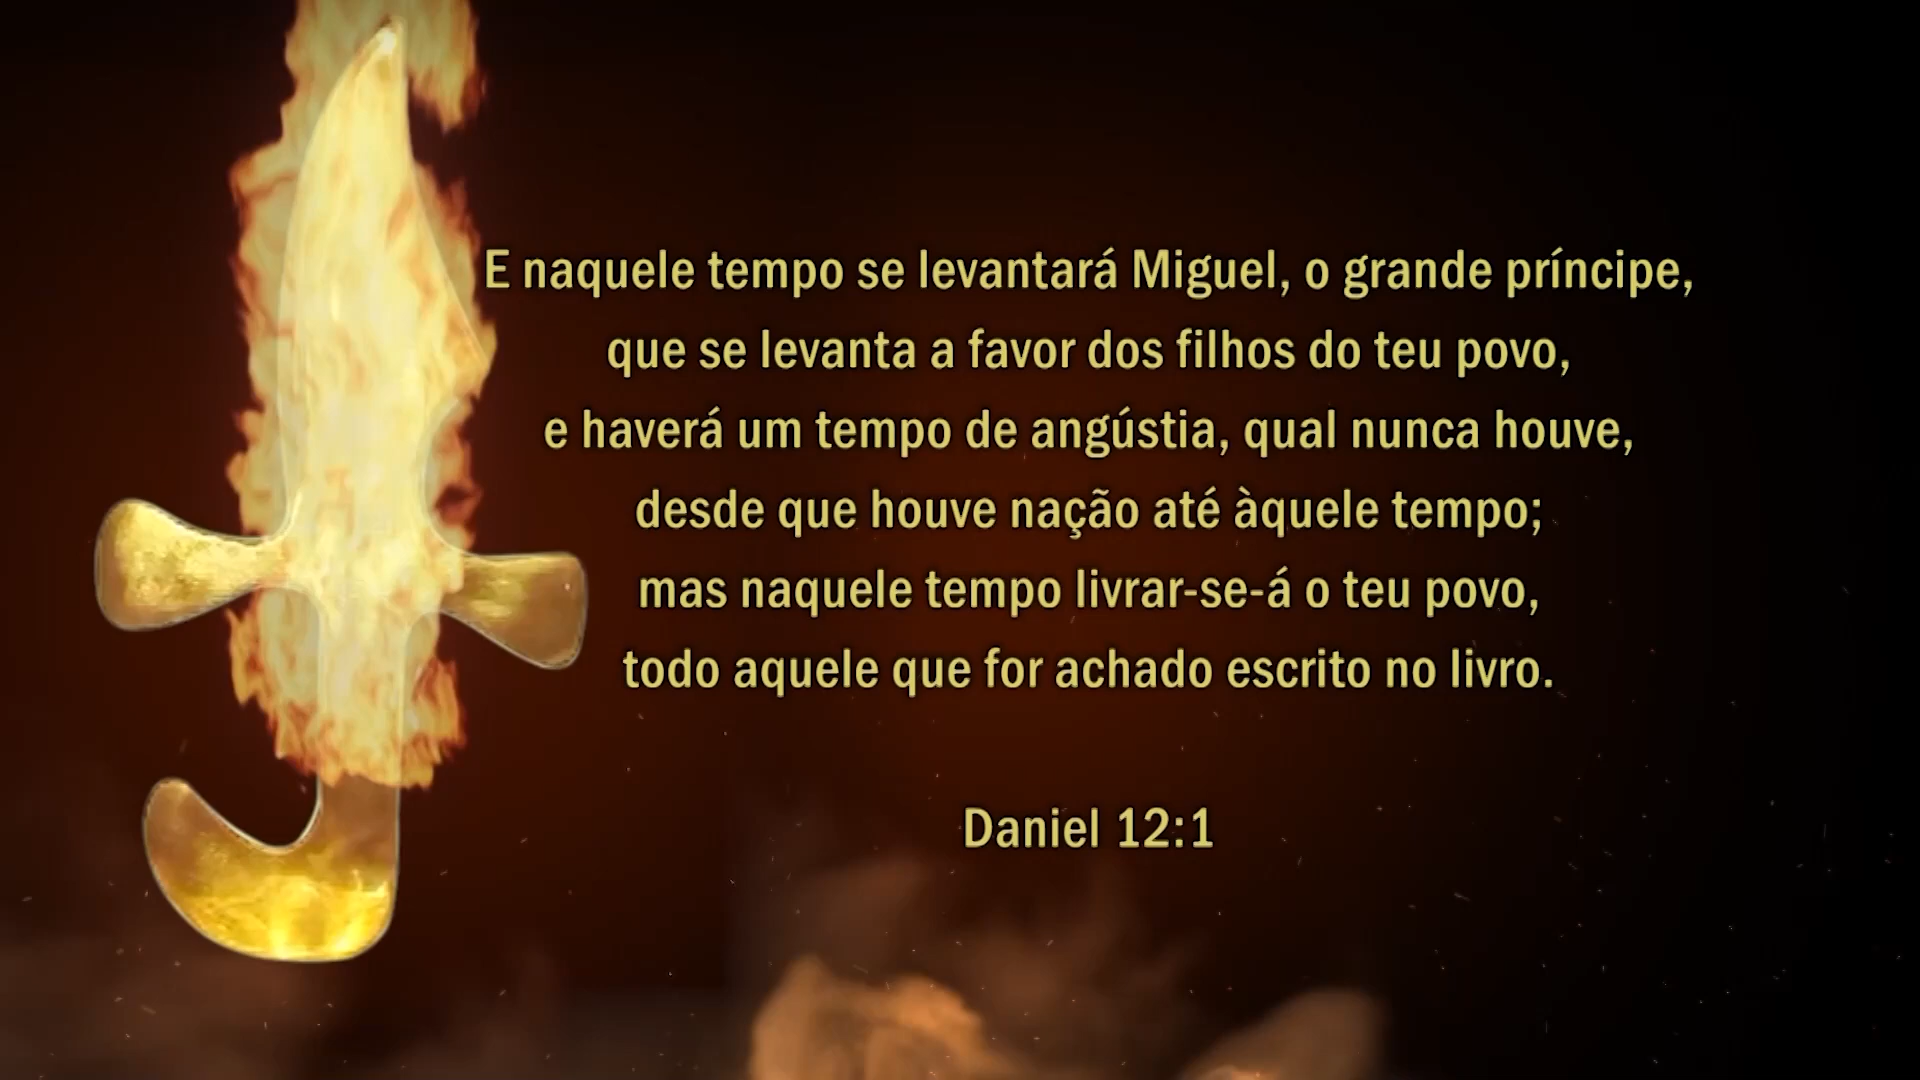 E naquele tempo se levantará Miguel, o grande príncipe,
que se levanta a favor dos filhos do teu povo,
e haverá um tempo de angústia, qual nunca houve,
desde que houve nação até àquele tempo;
mas naquele tempo livrar-se-á o teu povo,
todo aquele que for achado escrito no livro.
Daniel 12:1